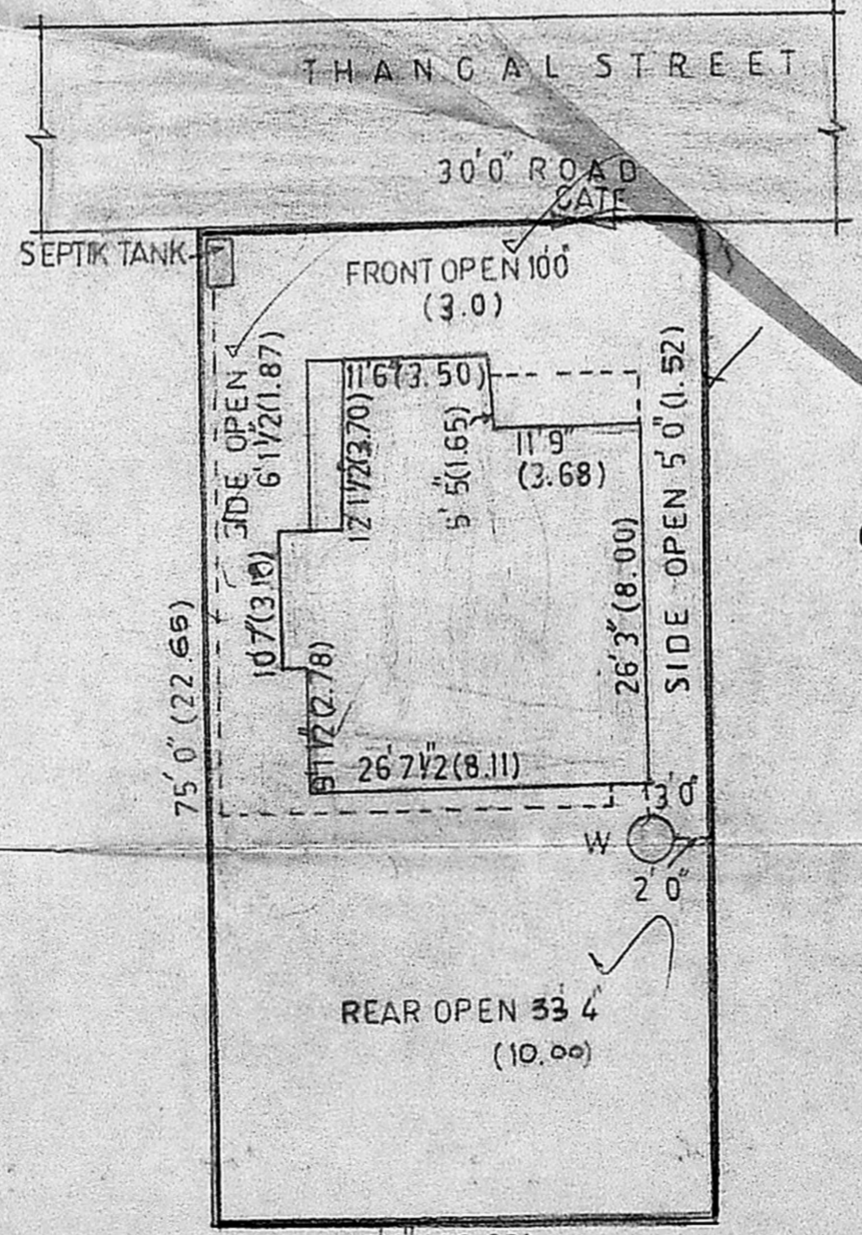 THANGAL STREET
30'0" ROAD
GATE
SEPTIK TANK
FRONT OPEN 10'0"
(3.0)
SIDE OPEN
6'1½"(1.87)
11'6"(3.50)
12'1½"(3.70)
5'5"(1.65)
11'9"
(3.68)
SIDE OPEN 5'0"(1.52)
10'7"(3.18)
26'3"(8.00)
75'0"(22.65)
9'1½"(2.78)
26'7½"(8.11)
3'0"
W
2'0"
REAR OPEN 33'4"
(10.00)